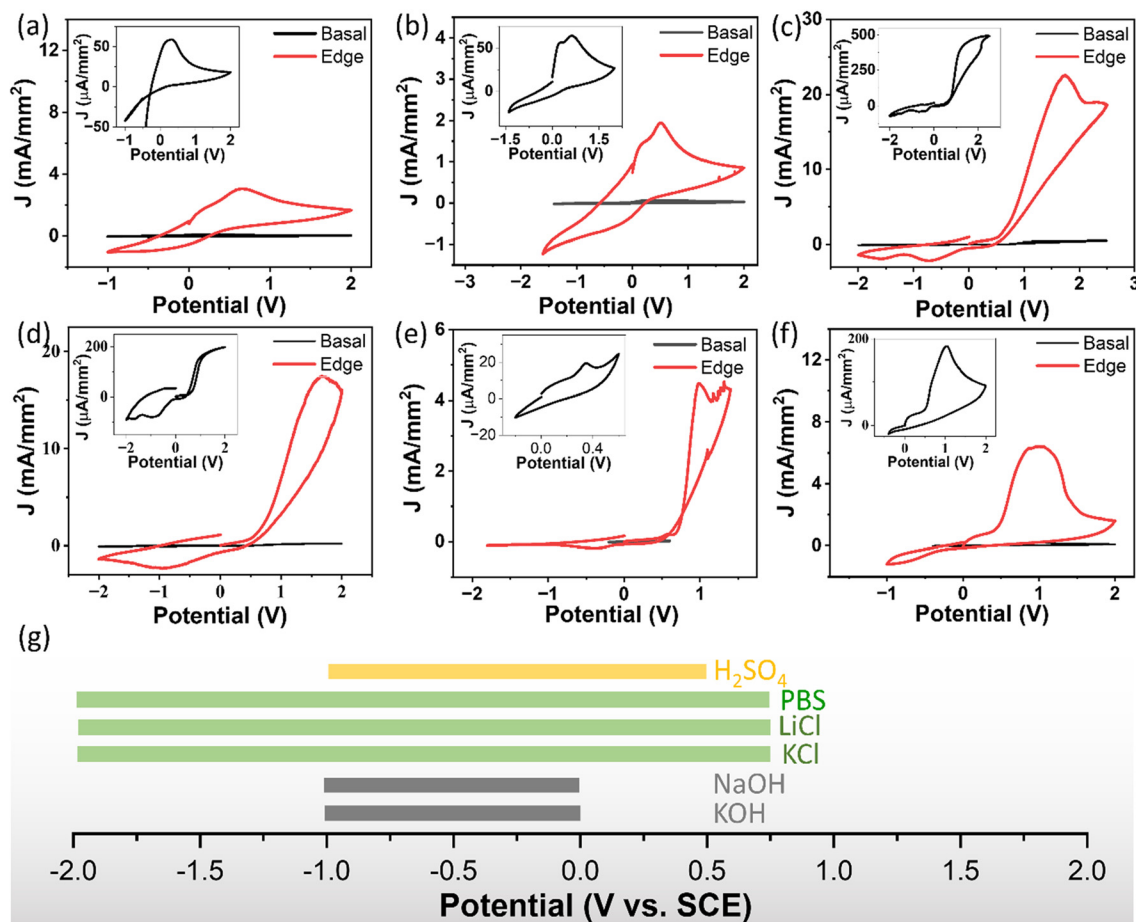 (a)
J (mA/mm²)
12
8
4
0
−1
0
1
2
Potential (V)
Basal
Edge
J (μA/mm²)
50
0
−50
−1
0
1
2
Potential (V)
(b)
J (mA/mm²)
4
3
2
1
0
−1
−3
−2
−1
0
1
2
3
Potential (V)
Basal
Edge
J (μA/mm²)
50
0
−1.5
0.0
1.5
Potential (V)
(c)
J (mA/mm²)
30
20
10
0
−2
−1
0
1
2
3
Potential (V)
Basal
Edge
J (μA/mm²)
500
250
0
−2
0
2
Potential (V)
(d)
J (mA/mm²)
20
15
10
5
0
−2
−1
0
1
2
Potential (V)
Basal
Edge
J (μA/mm²)
200
0
−2
0
2
Potential (V)
(e)
J (mA/mm²)
6
4
2
0
−2
−1
0
1
Potential (V)
Basal
Edge
J (μA/mm²)
20
0
−20
0.0
0.4
Potential (V)
(f)
J (mA/mm²)
12
9
6
3
0
−1
0
1
2
Potential (V)
Basal
Edge
J (μA/mm²)
200
100
0
0
1
2
Potential (V)
(g)
H₂SO₄
PBS
LiCl
KCl
NaOH
KOH
-2.0
-1.5
-1.0
-0.5
0.0
0.5
1.0
1.5
2.0
Potential (V vs. SCE)